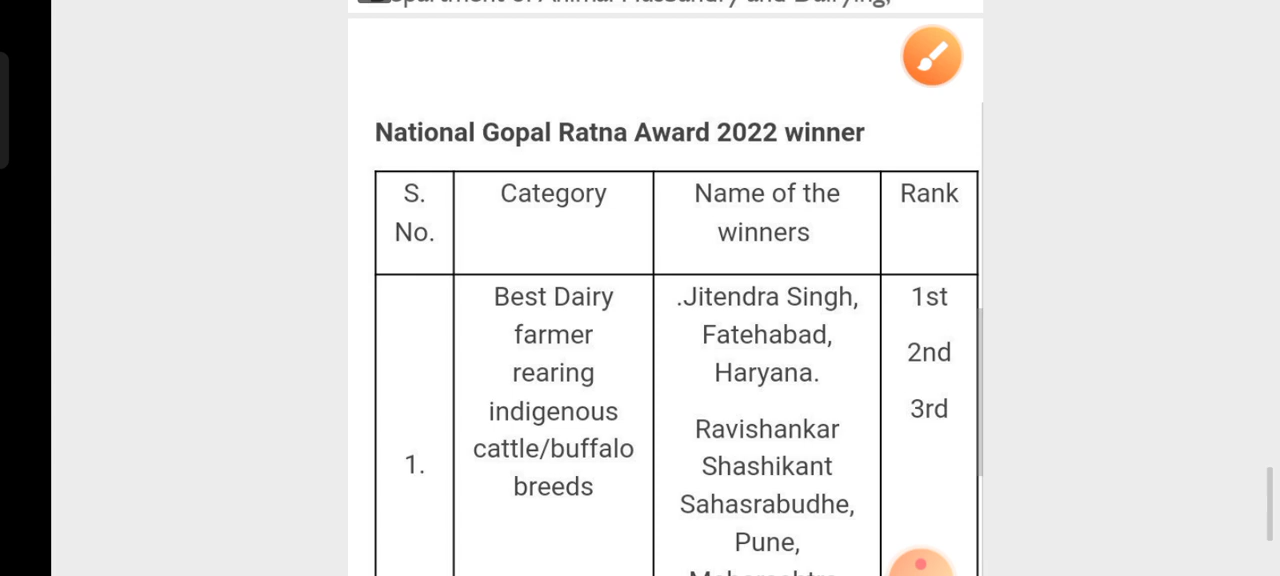 National Gopal Ratna Award 2022 winner
S. No.
Category
Name of the winners
Rank
1.
Best Dairy
farmer
rearing
indigenous
cattle/buffalo
breeds
.Jitendra Singh,
Fatehabad,
Haryana.
Ravishankar
Shashikant
Sahasrabudhe,
Pune,
1st
2nd
3rd